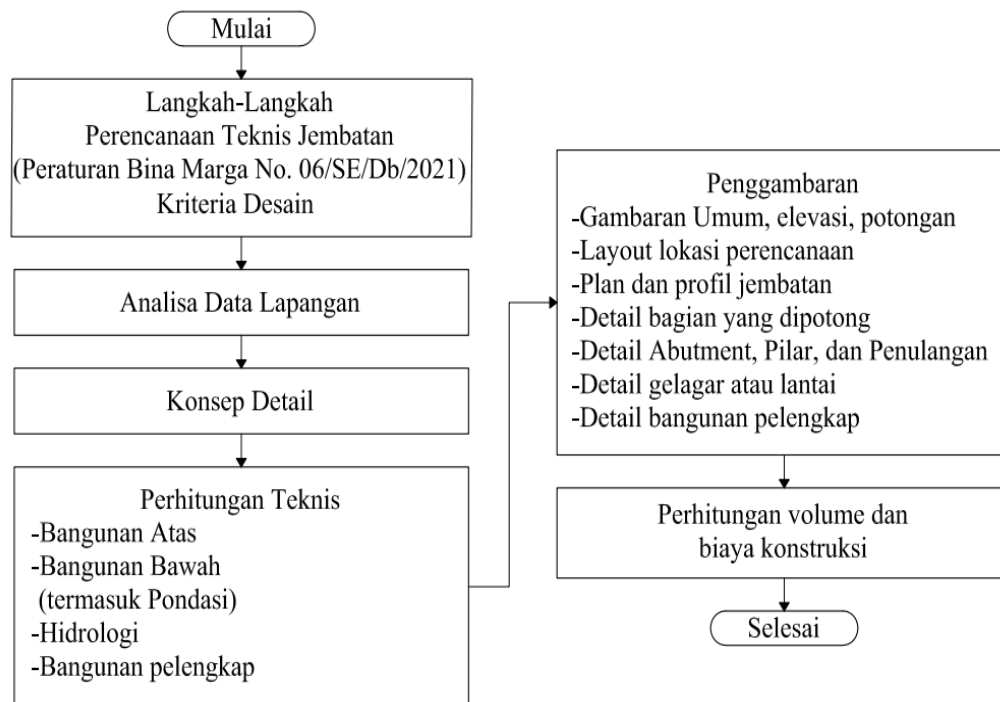 Mulai
Langkah-Langkah
Perencanaan Teknis Jembatan
(Peraturan Bina Marga No. 06/SE/Db/2021)
Kriteria Desain
Analisa Data Lapangan
Konsep Detail
Perhitungan Teknis
-Bangunan Atas
-Bangunan Bawah
(termasuk Pondasi)
-Hidrologi
-Bangunan pelengkap
Penggambaran
-Gambaran Umum, elevasi, potongan
-Layout lokasi perencanaan
-Plan dan profil jembatan
-Detail bagian yang dipotong
-Detail Abutment, Pilar, dan Penulangan
-Detail gelagar atau lantai
-Detail bangunan pelengkap
Perhitungan volume dan
biaya konstruksi
Selesai